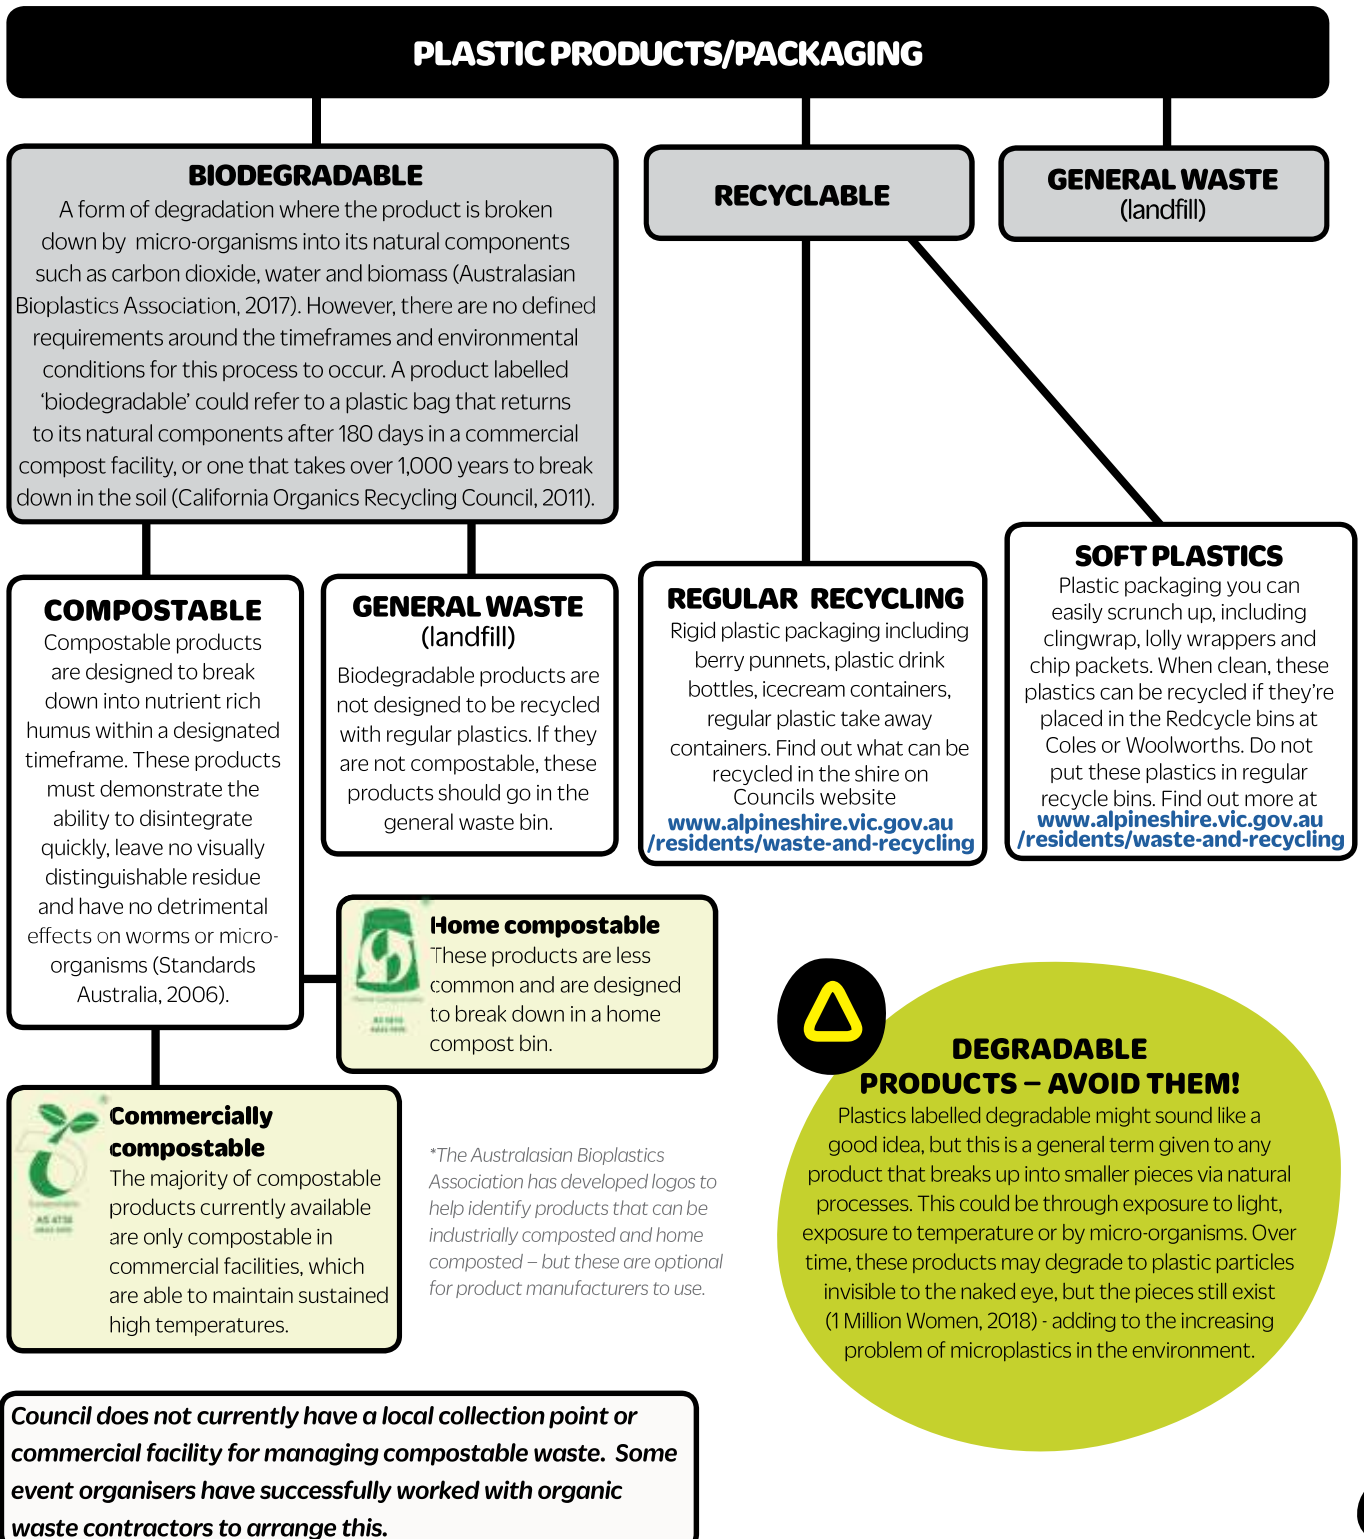 PLASTIC PRODUCTS/PACKAGING
BIODEGRADABLE
A form of degradation where the product is broken
down by micro-organisms into its natural components
such as carbon dioxide, water and biomass (Australasian
Bioplastics Association, 2017). However, there are no defined
requirements around the timeframes and environmental
conditions for this process to occur. A product labelled
‘biodegradable’ could refer to a plastic bag that returns
to its natural components after 180 days in a commercial
compost facility, or one that takes over 1,000 years to break
down in the soil (California Organics Recycling Council, 2011).
RECYCLABLE
GENERAL WASTE
(landfill)
COMPOSTABLE
Compostable products
are designed to break
down into nutrient rich
humus within a designated
timeframe. These products
must demonstrate the
ability to disintegrate
quickly, leave no visually
distinguishable residue
and have no detrimental
effects on worms or micro-
organisms (Standards
Australia, 2006).
GENERAL WASTE
(landfill)
Biodegradable products are
not designed to be recycled
with regular plastics. If they
are not compostable, these
products should go in the
general waste bin.
REGULAR RECYCLING
Rigid plastic packaging including
berry punnets, plastic drink
bottles, icecream containers,
regular plastic take away
containers. Find out what can be
recycled in the shire on
Councils website
www.alpineshire.vic.gov.au
/residents/waste-and-recycling
SOFT PLASTICS
Plastic packaging you can
easily scrunch up, including
clingwrap, lolly wrappers and
chip packets. When clean, these
plastics can be recycled if they’re
placed in the Redcycle bins at
Coles or Woolworths. Do not
put these plastics in regular
recycle bins. Find out more at
www.alpineshire.vic.gov.au
/residents/waste-and-recycling
Home compostable
These products are less
common and are designed
to break down in a home
compost bin.
Commercially
compostable
The majority of compostable
products currently available
are only compostable in
commercial facilities, which
are able to maintain sustained
high temperatures.
AS 4736
*The Australasian Bioplastics
Association has developed logos to
help identify products that can be
industrially composted and home
composted – but these are optional
for product manufacturers to use.
DEGRADABLE
PRODUCTS – AVOID THEM!
Plastics labelled degradable might sound like a
good idea, but this is a general term given to any
product that breaks up into smaller pieces via natural
processes. This could be through exposure to light,
exposure to temperature or by micro-organisms. Over
time, these products may degrade to plastic particles
invisible to the naked eye, but the pieces still exist
(1 Million Women, 2018) - adding to the increasing
problem of microplastics in the environment.
Council does not currently have a local collection point or
commercial facility for managing compostable waste. Some
event organisers have successfully worked with organic
waste contractors to arrange this.